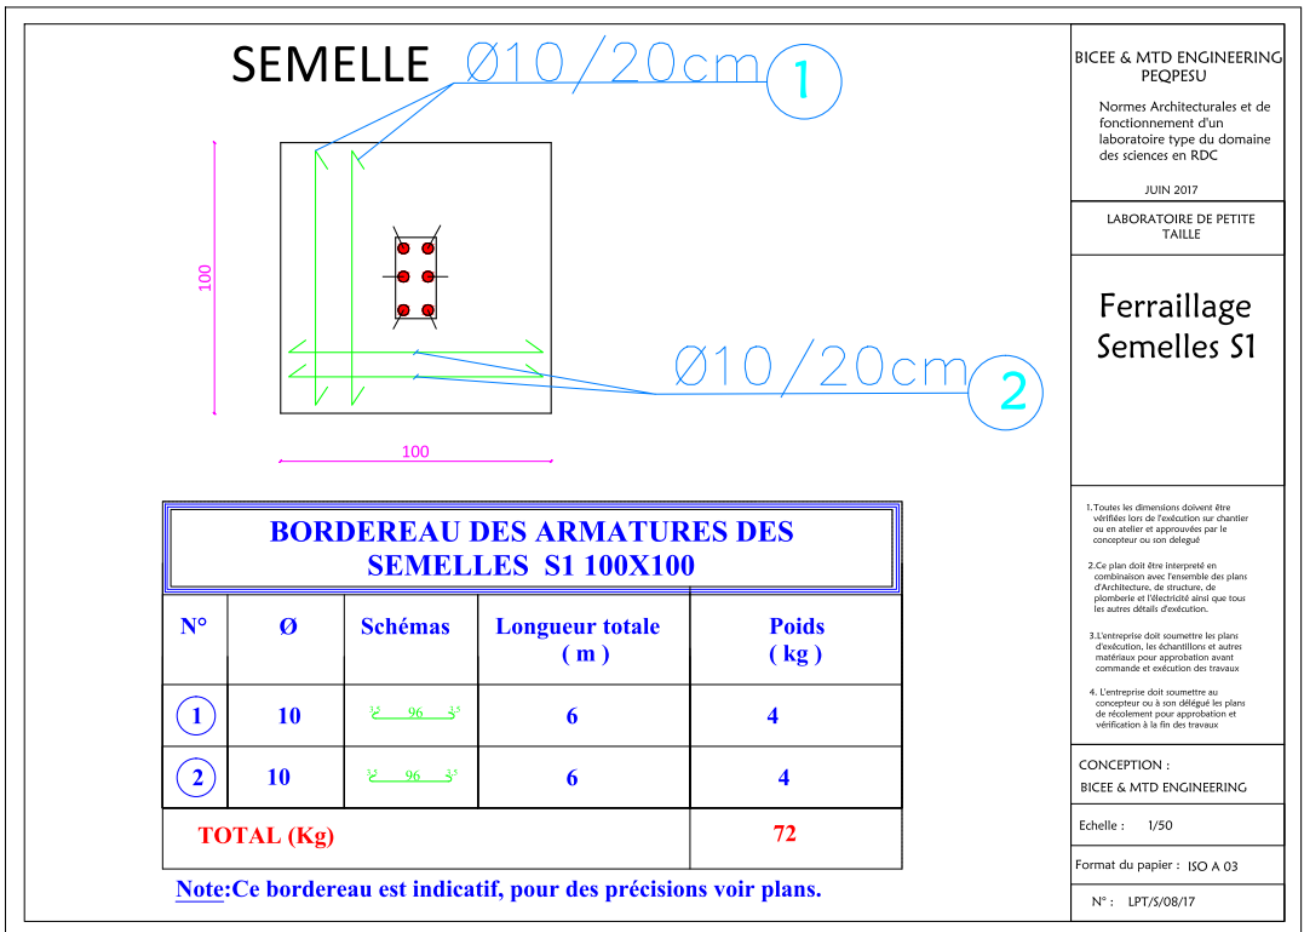 SEMELLE Ø10/20cm 1
100
Ø10/20cm 2
100
BORDEREAU DES ARMATURES DES
SEMELLES S1 100X100
N° Ø Schémas Longueur totale Poids
( m ) ( kg )
1 10 96 6 4
2 10 96 6 4
TOTAL (Kg) 72
Note:Ce bordereau est indicatif, pour des précisions voir plans.
BICEE & MTD ENGINEERING
PEQPESU
Normes Architecturales et de
fonctionnement d'un
laboratoire type du domaine
des sciences en RDC
JUIN 2017
LABORATOIRE DE PETITE
TAILLE
Ferraillage
Semelles S1
1.Toutes les dimensions doivent être
vérifiées lors de l'exécution sur chantier
ou en atelier et approuvées par le
concepteur ou son delegué
2.Ce plan doit être interpreté en
combinaison avec l'ensemble des plans
d'Architecture, de structure, de
plomberie et l'électricité ainsi que tous
les autres détails d'exécution.
3.L'entreprise doit soumettre les plans
d'exécution, les échantillons et autres
matériaux pour approbation avant
commande et exécution des travaux
4. L'entreprise doit soumettre au
concepteur ou à son délégué les plans
de récolement pour approbation et
vérification à la fin des travaux
CONCEPTION :
BICEE & MTD ENGINEERING
Echelle : 1/50
Format du papier : ISO A 03
N° : LPT/S/08/17